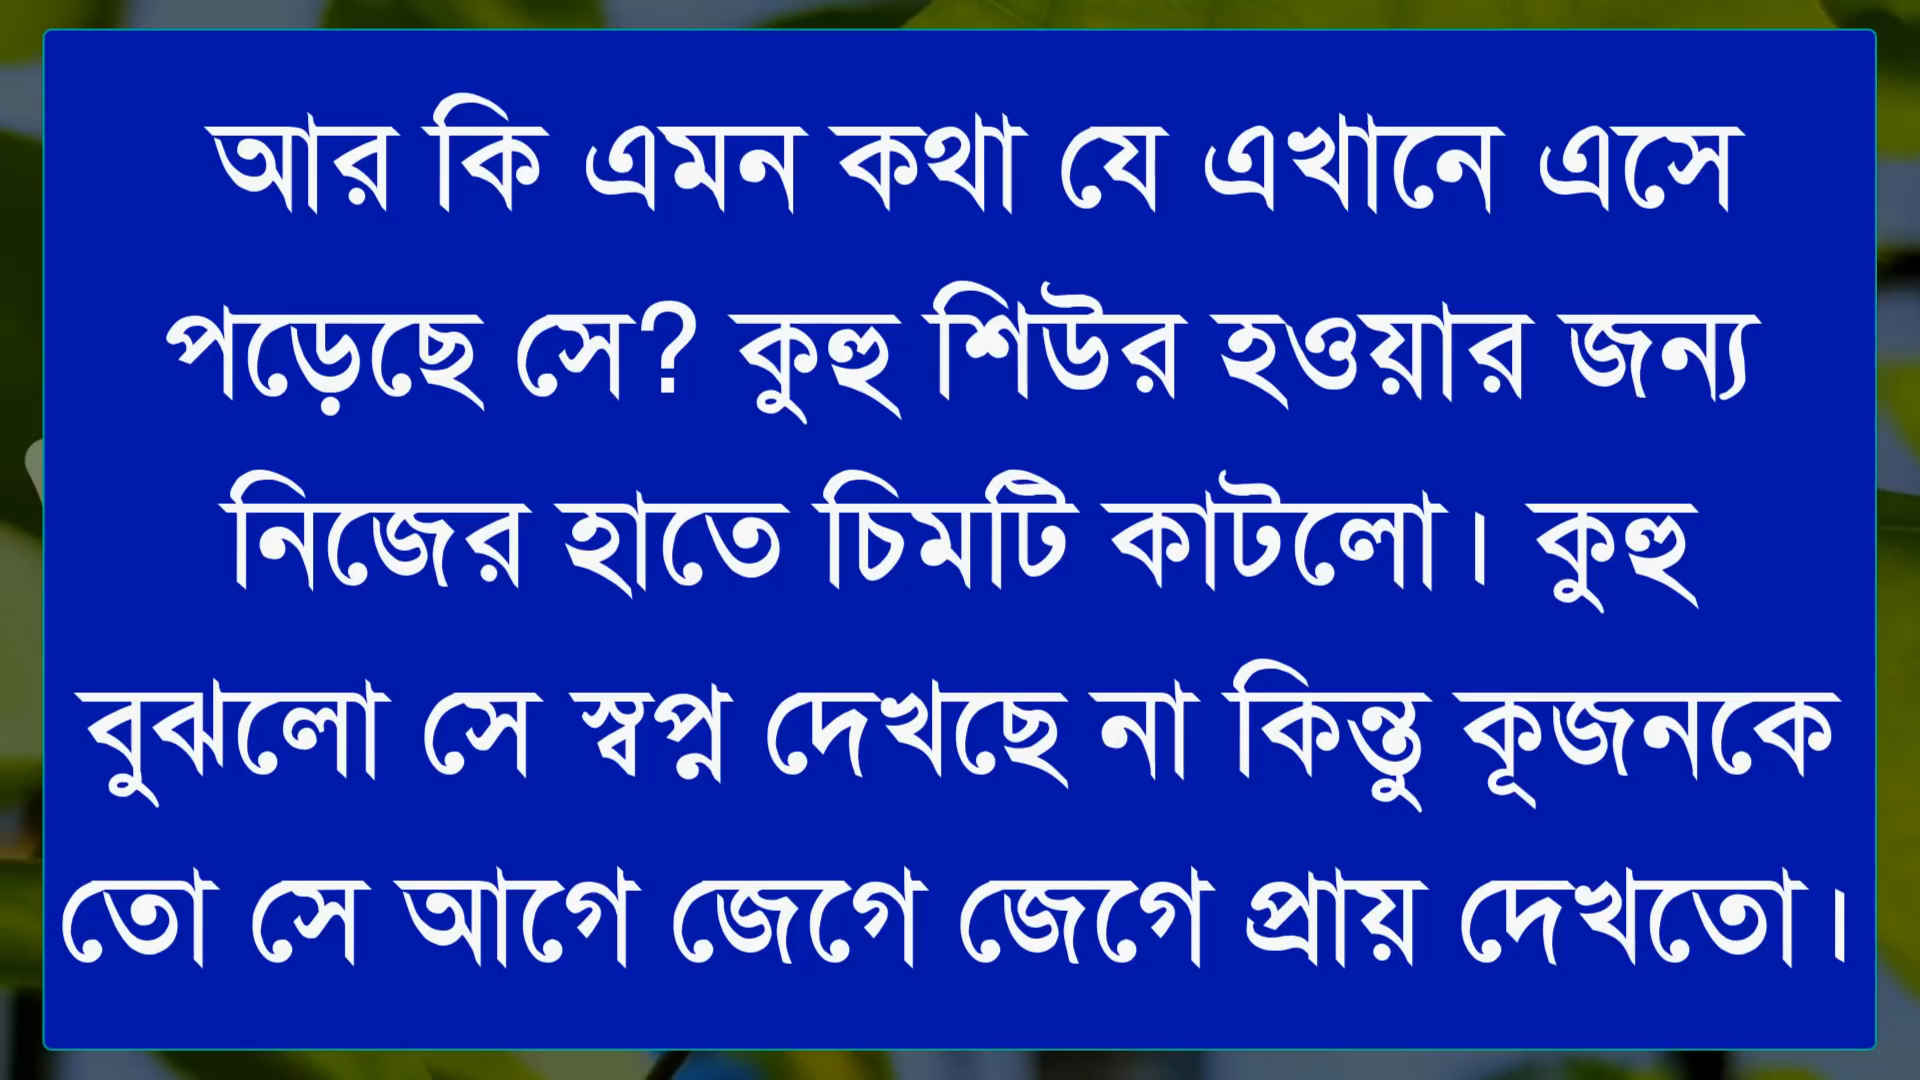 আর কি এমন কথা যে এখানে এসে
পড়েছে সে? কুহু শিউর হওয়ার জন্য
নিজের হাতে চিমটি কাটলো। কুহু
বুঝলো সে স্বপ্ন দেখছে না কিন্তু কূজনকে
তো সে আগে জেগে জেগে প্রায় দেখতো।